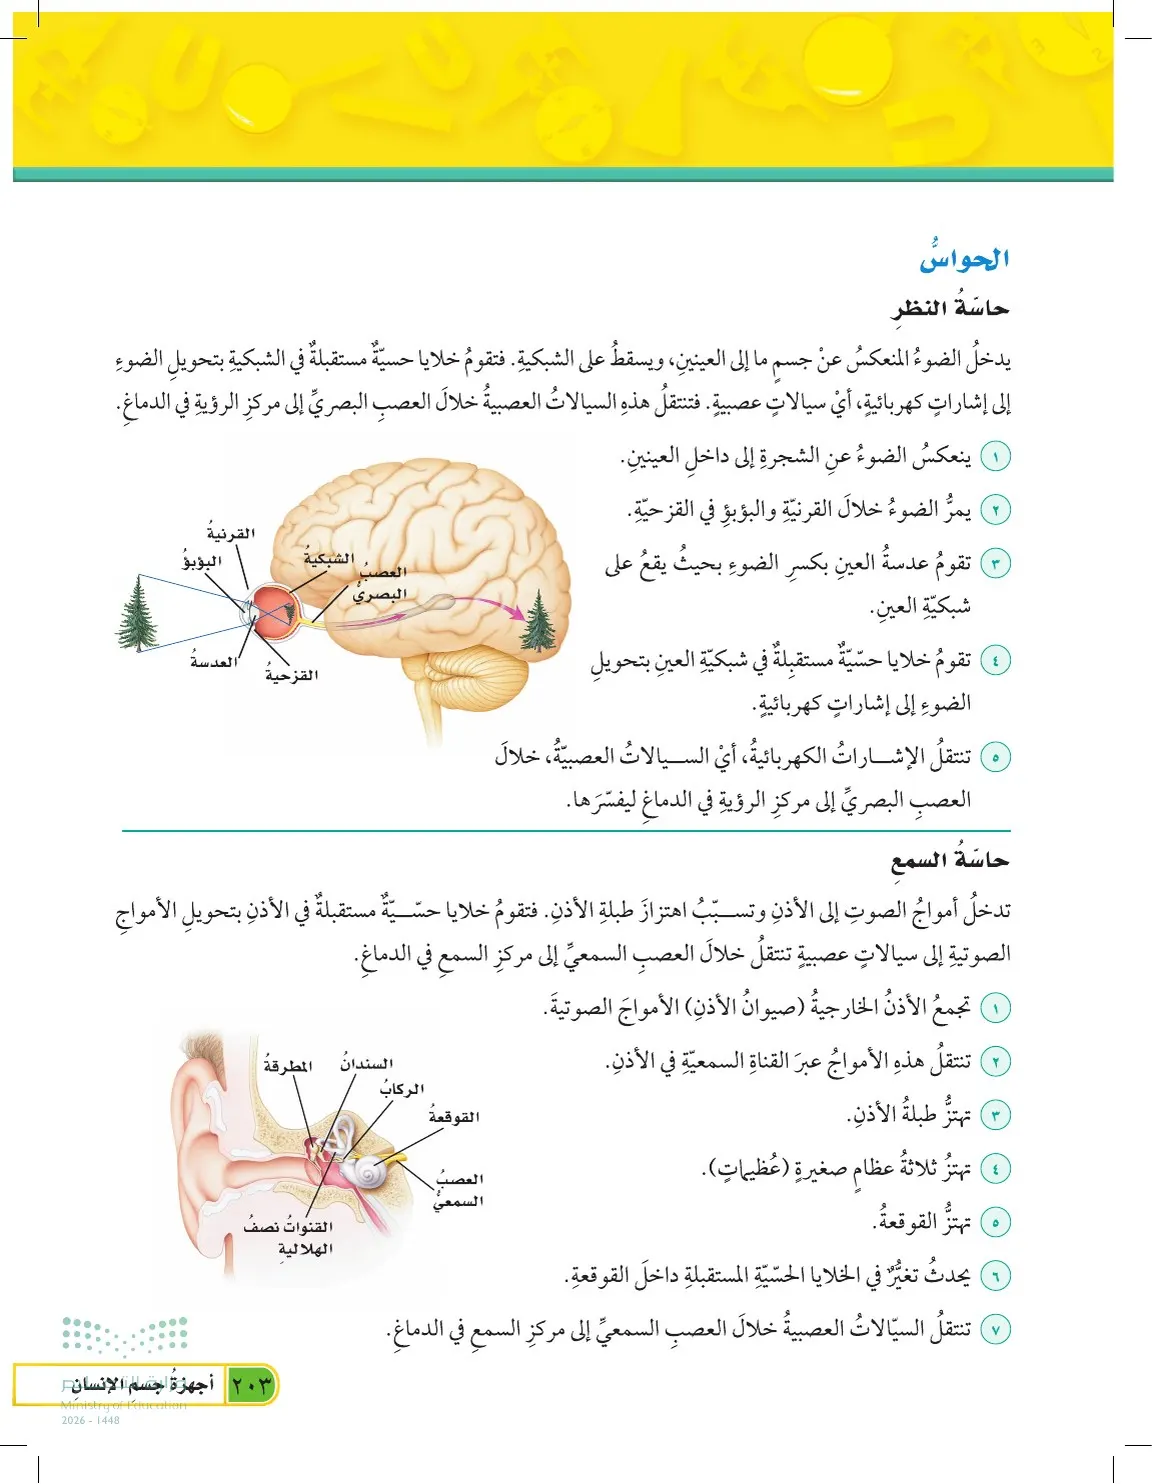 الحواسُّ
حاسّةُ النظرِ
يدخلُ الضوءُ المنعكسُ عنْ جسمٍ ما إلى العينينِ، ويسقطُ على الشبكيةِ. فتقومُ خلايا حسيّةٌ مستقبلةٌ في الشبكيةِ بتحويلِ الضوءِ
إلى إشاراتٍ كهربائيةٍ، أيْ سيالاتٍ عصبيةٍ. فتنتقلُ هذهِ السيالاتُ العصبيةُ خلالَ العصبِ البصريِّ إلى مركزِ الرؤيةِ في الدماغِ.
١ ينعكسُ الضوءُ عنِ الشجرةِ إلى داخلِ العينينِ.
٢ يمرُّ الضوءُ خلالَ القرنيّةِ والبؤبؤِ في القزحيّةِ.
٣ تقومُ عدسةُ العينِ بكسرِ الضوءِ بحيثُ يقعُ على
شبكيّةِ العينِ.
٤ تقومُ خلايا حسّيّةٌ مستقبِلةٌ في شبكيّةِ العينِ بتحويلِ
الضوءِ إلى إشاراتٍ كهربائيةٍ.
٥ تنتقلُ الإشاراتُ الكهربائيةُ، أيْ السيالاتُ العصبيّةُ، خلالَ
العصبِ البصريِّ إلى مركزِ الرؤيةِ في الدماغِ ليفسّرَها.
القرنيةُ
البؤبؤُ
الشبكيةُ
العصبُ
البصريُّ
العدسةُ
القزحيةُ
حاسّةُ السمعِ
تدخلُ أمواجُ الصوتِ إلى الأذنِ وتسبّبُ اهتزازَ طبلةِ الأذنِ. فتقومُ خلايا حسّيّةٌ مستقبلةٌ في الأذنِ بتحويلِ الأمواجِ
الصوتيةِ إلى سيالاتٍ عصبيةٍ تنتقلُ خلالَ العصبِ السمعيِّ إلى مركزِ السمعِ في الدماغِ.
١ تجمعُ الأذنُ الخارجيةُ (صيوانُ الأذنِ) الأمواجَ الصوتيةَ.
٢ تنتقلُ هذهِ الأمواجُ عبرَ القناةِ السمعيّةِ في الأذنِ.
٣ تهتزُّ طبلةُ الأذنِ.
٤ تهتزُ ثلاثةُ عظامٍ صغيرةٍ (عُظيماتٍ).
٥ تهتزُّ القوقعةُ.
٦ يحدثُ تغيُّرٌ في الخلايا الحسّيّةِ المستقبلةِ داخلَ القوقعةِ.
٧ تنتقلُ السيّالاتُ العصبيةُ خلالَ العصبِ السمعيِّ إلى مركزِ السمعِ في الدماغِ.
السندانُ
المطرقةُ
الركابُ
القوقعةُ
العصبُ
السمعيُّ
القنواتُ نصفُ
الهلاليةِ
٢٠٣ أجهزةُ جسمِ الإنسانِ
وزارة التعليم
Ministry of Education
2026 - 1448